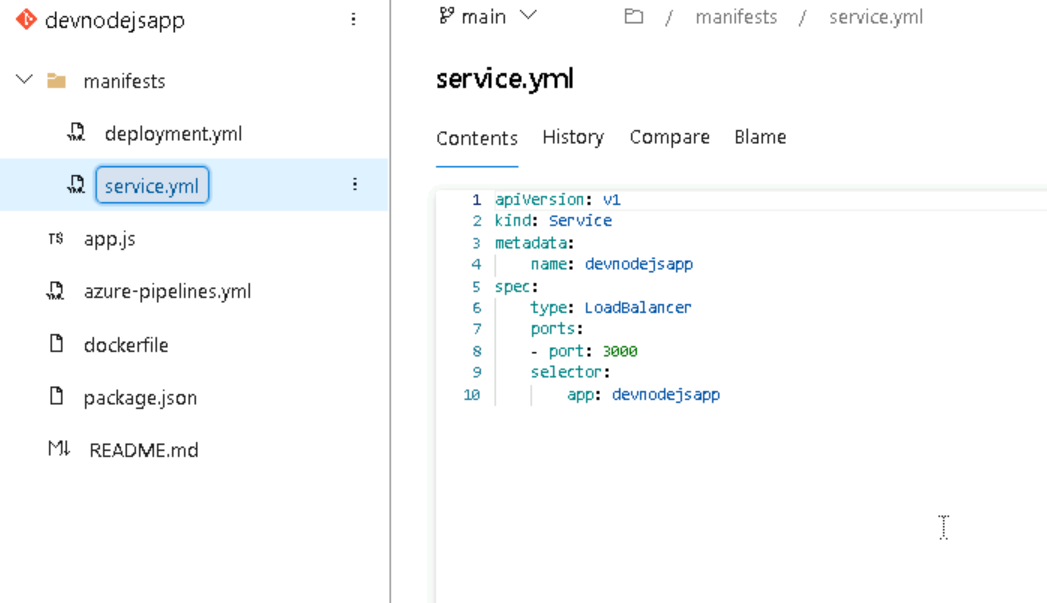 devnodejsapp
manifests
deployment.yml
service.yml
TS app.js
azure-pipelines.yml
dockerfile
package.json
M↓ README.md
main
/ manifests / service.yml
service.yml
Contents History Compare Blame
1 apiVersion: v1
2 kind: Service
3 metadata:
4 name: devnodejsapp
5 spec:
6 type: LoadBalancer
7 ports:
8 - port: 3000
9 selector:
10 app: devnodejsapp